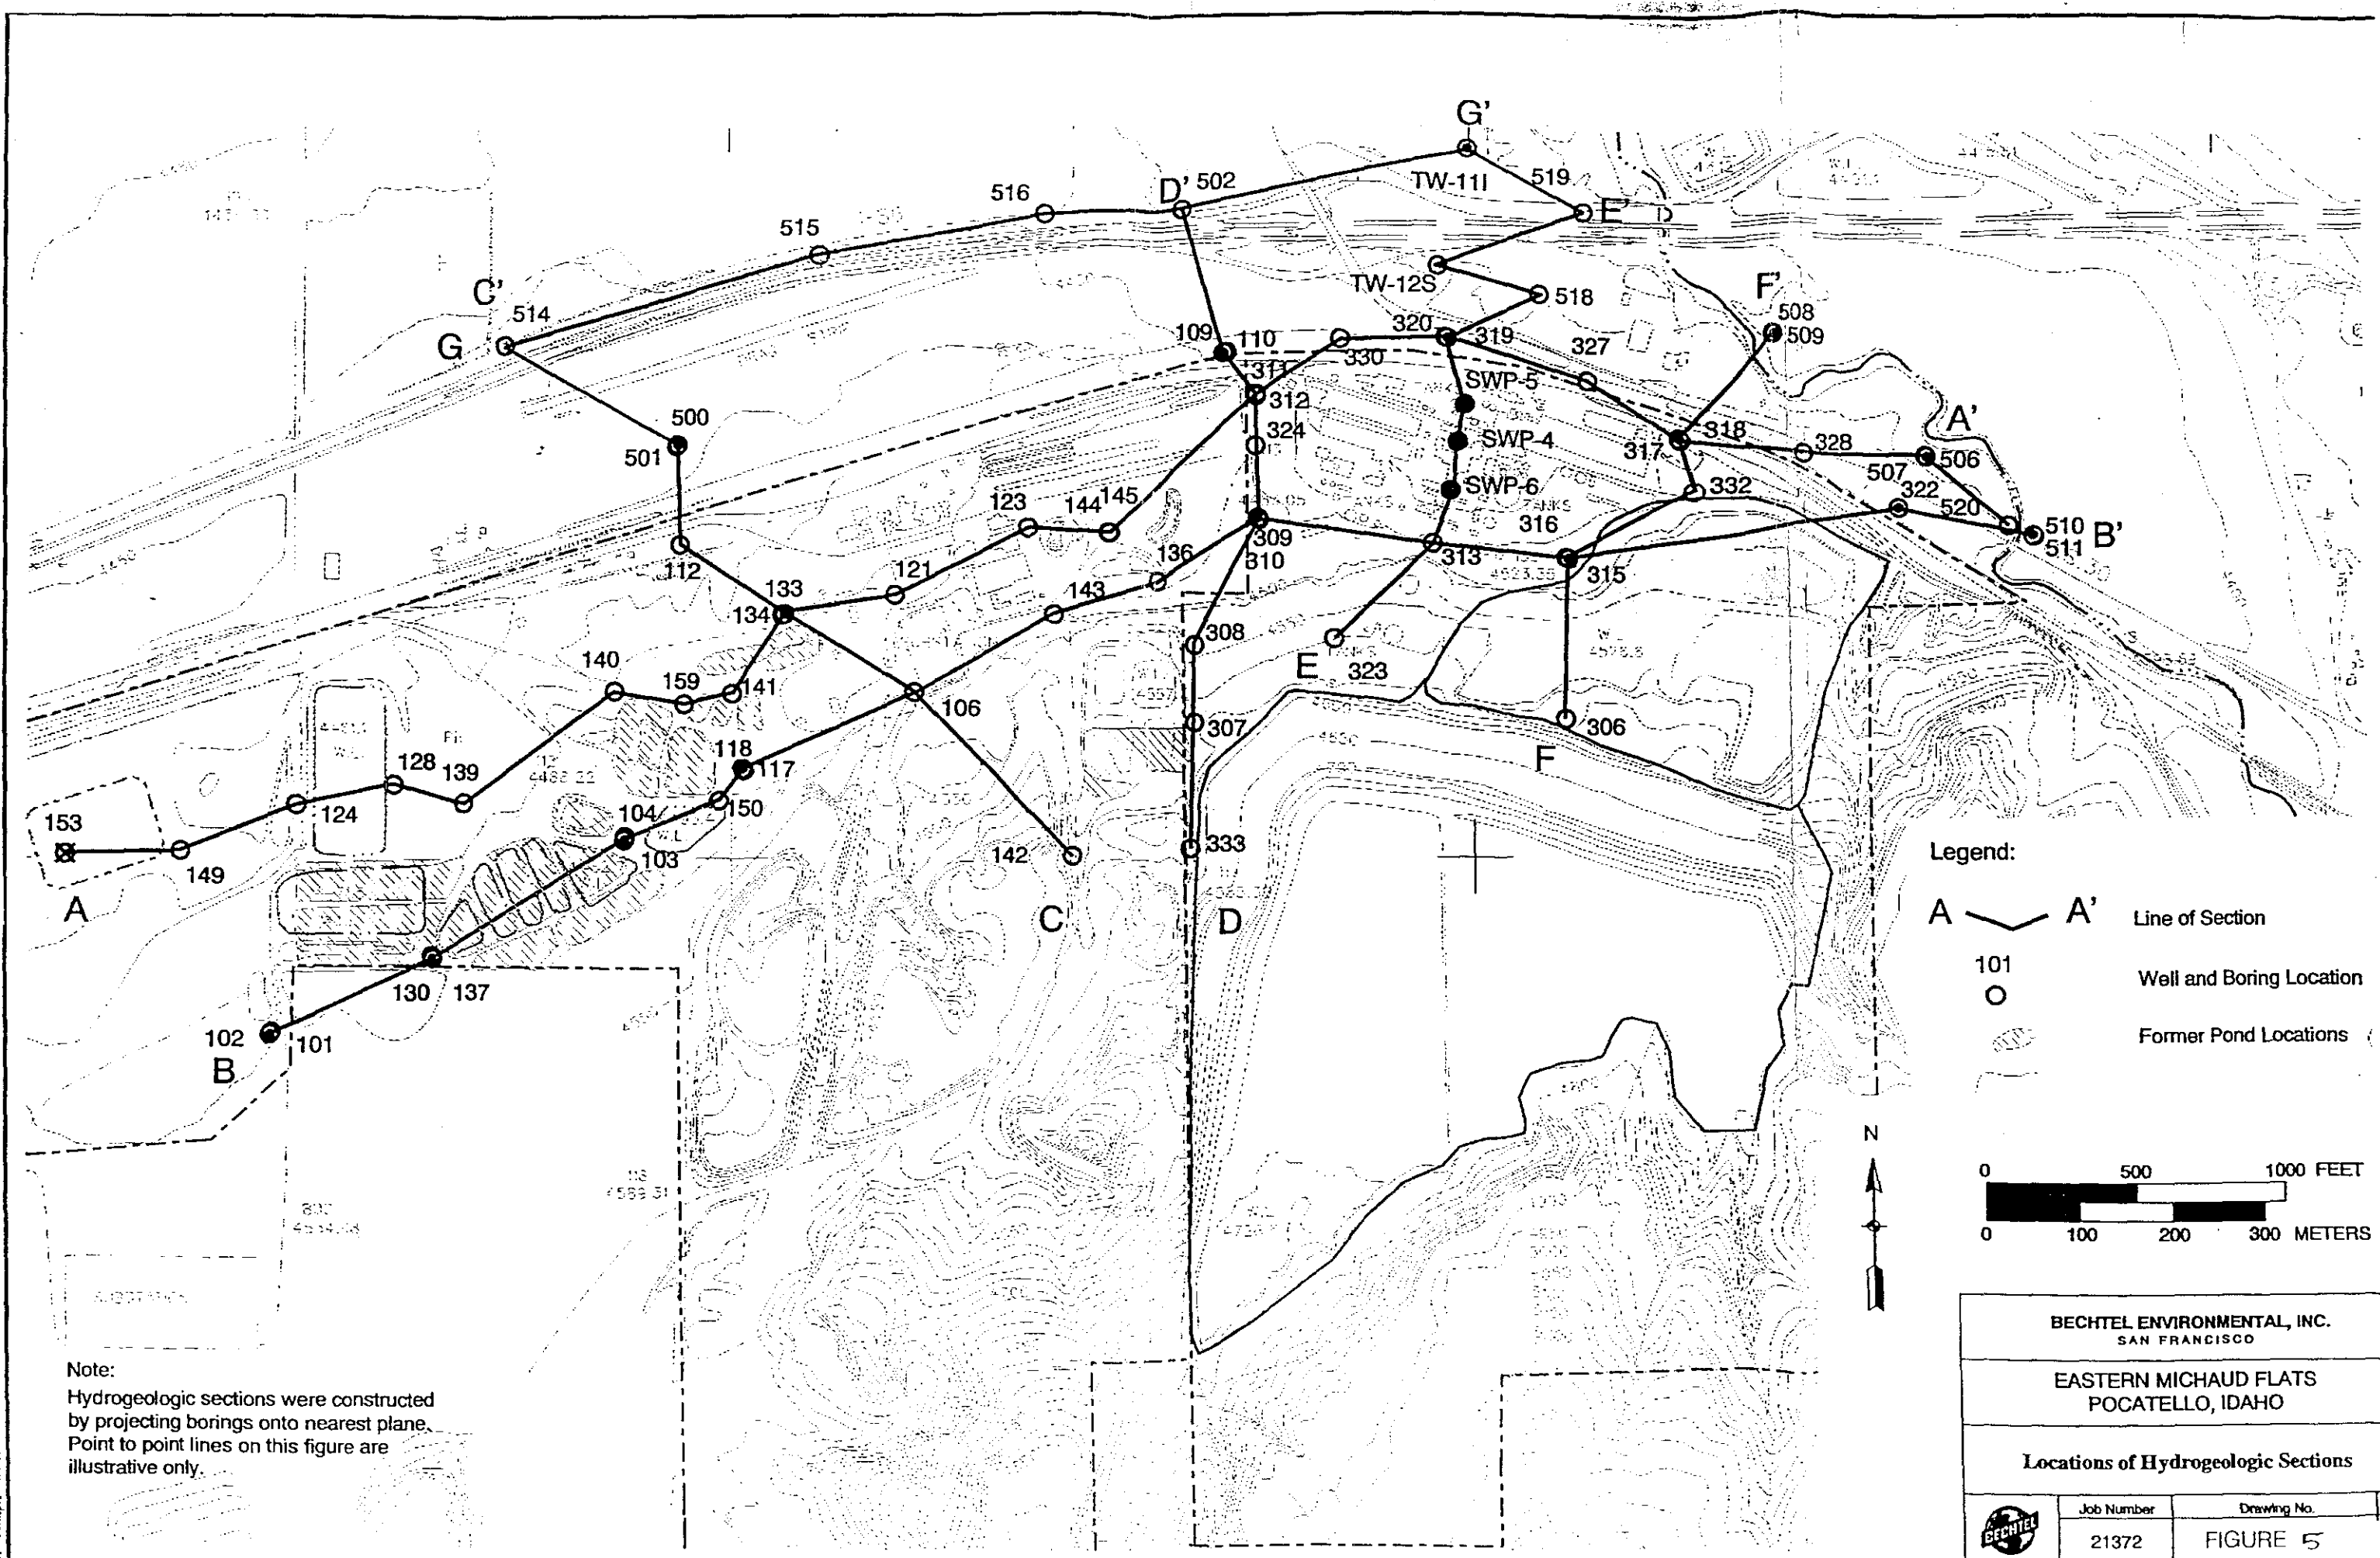 G'
TW-11I
519
D'
502
516
E'
515
TW-12S
518
F'
508
509
C'
514
G
109
110
320
319
330
327
311
312
SWP-5
500
501
324
SWP-4
317
318
328
A'
507
506
322
520
510
511
B'
SWP-6
332
123
144
145
316
112
133
134
121
136
309
310
313
315
143
308
E
323
140
159
141
106
307
306
F
118
117
128
139
150
124
104
103
153
149
142
333
A
C
D
130
137
102
101
B
4569.31
Legend:
A
A'
Line of Section
101
Well and Boring Location
Former Pond Locations
N
0
500
1000 FEET
0
100
200
300 METERS
Note:
Hydrogeologic sections were constructed
by projecting borings onto nearest plane.
Point to point lines on this figure are
illustrative only.
BECHTEL ENVIRONMENTAL, INC.
SAN FRANCISCO
EASTERN MICHAUD FLATS
POCATELLO, IDAHO
Locations of Hydrogeologic Sections
BECHTEL
Job Number
Drawing No.
21372
FIGURE 5